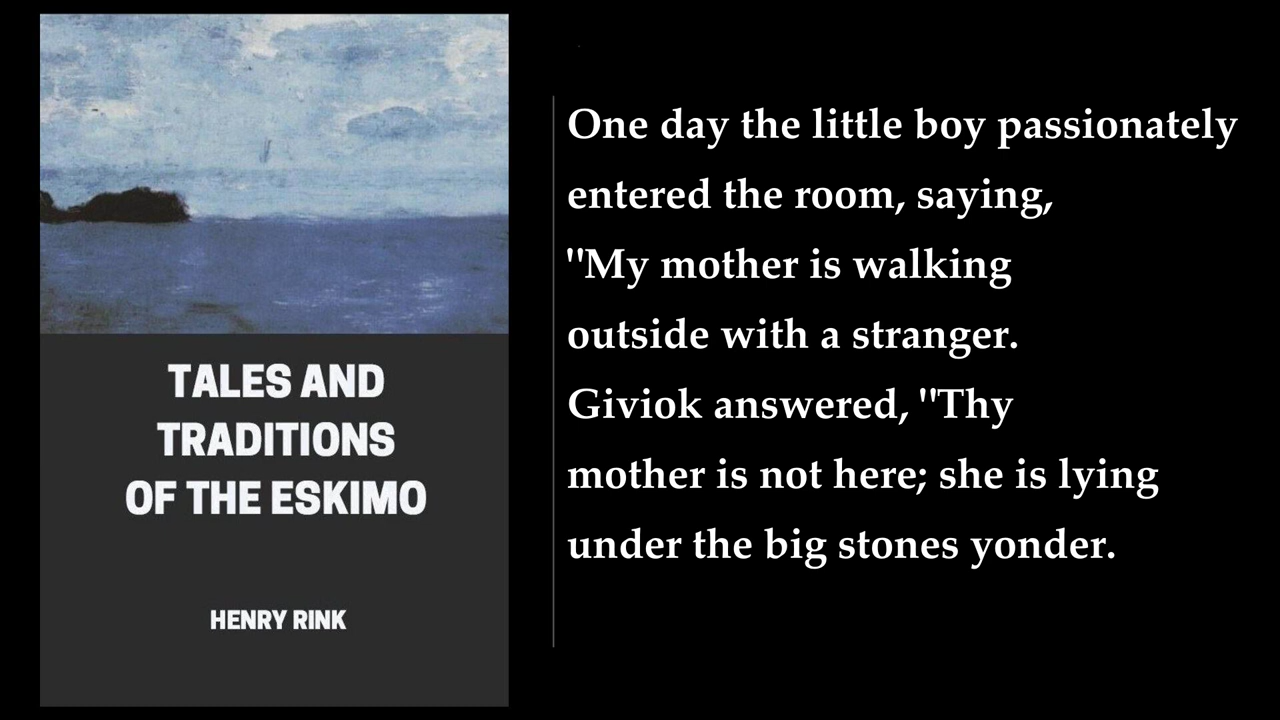 TALES AND
TRADITIONS
OF THE ESKIMO
HENRY RINK
One day the little boy passionately
entered the room, saying,
"My mother is walking
outside with a stranger.
Giviok answered, "Thy
mother is not here; she is lying
under the big stones yonder.